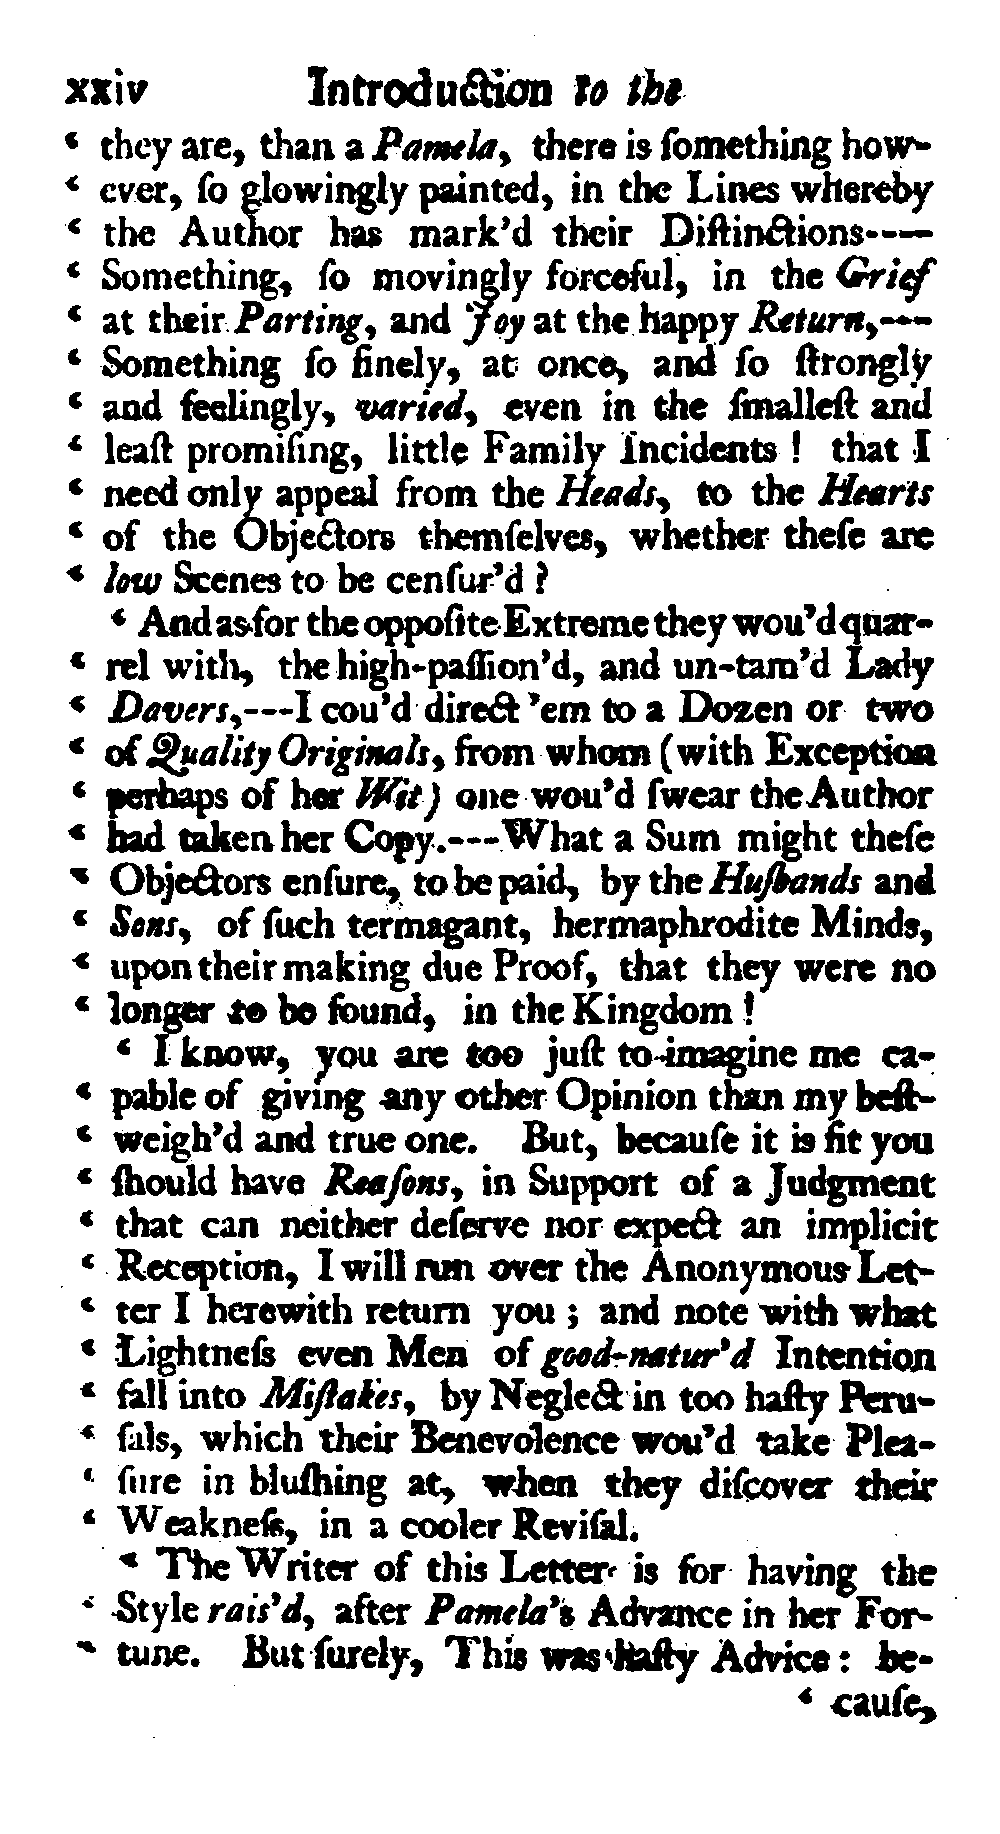 xxiv Introduction to the
‘ they are, than a Pamela, there is ſomething how-
‘ ever, ſo glowingly painted, in the Lines whereby
‘ the Author has mark’d their Diſtinctions----
‘ Something, ſo movingly forceful, in the Grief
‘ at their Parting, and Joy at the happy Return,---
‘ Something ſo finely, at once, and ſo ſtrongly
‘ and feelingly, varied, even in the ſmalleſt and
‘ leaſt promiſing, little Family Incidents ! that I
‘ need only appeal from the Heads, to the Hearts
‘ of the Objectors themſelves, whether theſe are
‘ low Scenes to be cenſur’d ?
‘ And as for the oppoſite Extreme they wou’d quar-
‘ rel with, the high-paſſion’d, and un-tam’d Lady
‘ Davers,---I cou’d direct ’em to a Dozen or two
‘ of Quality Originals, from whom (with Exception
‘ perhaps of her Wit) one wou’d ſwear the Author
‘ had taken her Copy.---What a Sum might theſe
‘ Objectors enſure, to be paid, by the Huſbands and
‘ Sons, of ſuch termagant, hermaphrodite Minds,
‘ upon their making due Proof, that they were no
‘ longer to be found, in the Kingdom !
‘ I know, you are too juſt to imagine me ca-
‘ pable of giving any other Opinion than my beſt-
‘ weigh’d and true one. But, becauſe it is fit you
‘ ſhould have Reaſons, in Support of a Judgment
‘ that can neither deſerve nor expect an implicit
‘ Reception, I will run over the Anonymous Let-
‘ ter I herewith return you ; and note with what
‘ Lightneſs even Men of good-natur’d Intention
‘ fall into Miſtakes, by Neglect in too haſty Peru-
‘ ſals, which their Benevolence wou’d take Plea-
‘ ſure in bluſhing at, when they diſcover their
‘ Weakneſs, in a cooler Reviſal.
‘ The Writer of this Letter is for having the
‘ Style rais’d, after Pamela’s Advance in her For-
‘ tune. But ſurely, This was haſty Advice : be-
‘ cauſe,